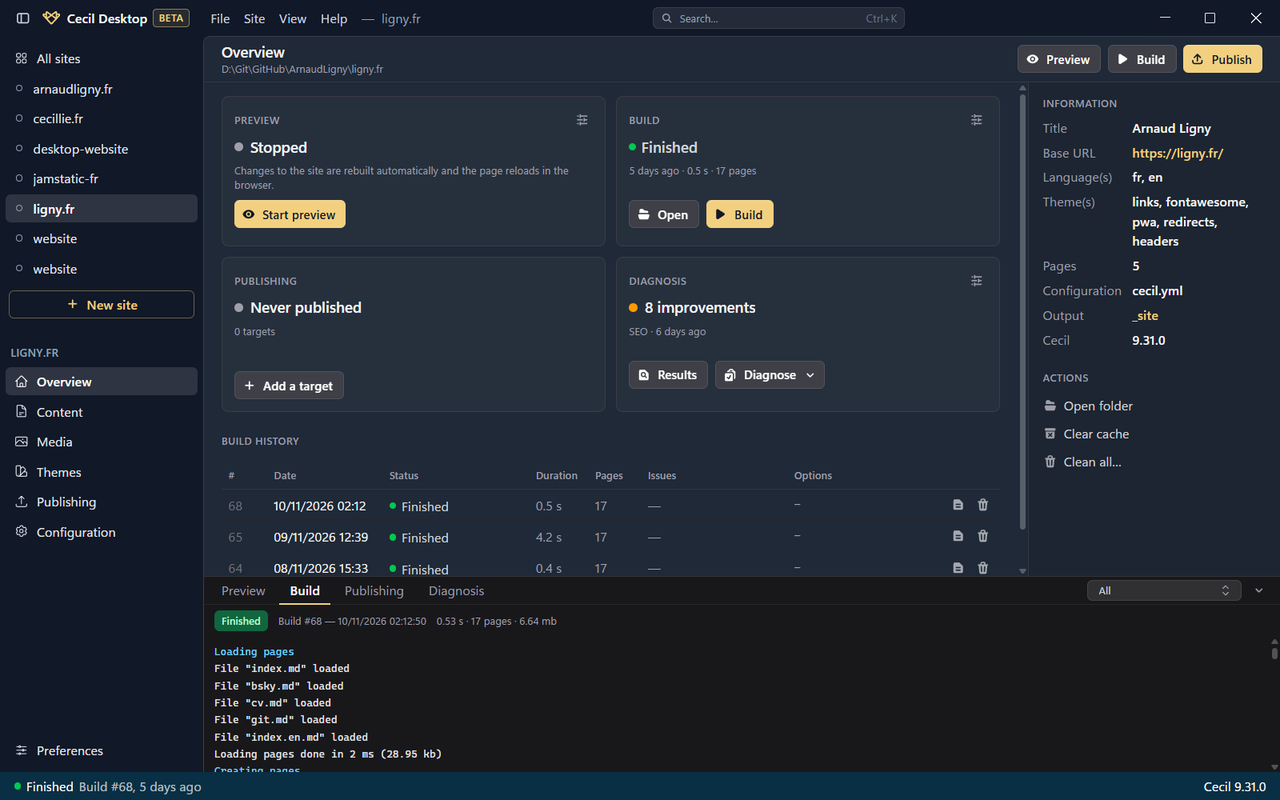 Cecil Desktop BETA File Site View Help — ligny.fr Search... Ctrl+K
All sites
arnaudligny.fr
cecillie.fr
desktop-website
jamstatic-fr
ligny.fr
website
website
+ New site
LIGNY.FR
Overview
Content
Media
Themes
Publishing
Configuration
Preferences
Overview
D:\Git\GitHub\ArnaudLigny\ligny.fr
Preview Build Publish
PREVIEW
Stopped
Changes to the site are rebuilt automatically and the page reloads in the
browser.
Start preview
BUILD
Finished
5 days ago · 0.5 s · 17 pages
Open Build
PUBLISHING
Never published
0 targets
+ Add a target
DIAGNOSIS
8 improvements
SEO · 6 days ago
Results Diagnose
BUILD HISTORY
# Date Status Duration Pages Issues Options
68 10/11/2026 02:12 Finished 0.5 s 17 — –
65 09/11/2026 12:39 Finished 4.2 s 17 — –
64 08/11/2026 15:33 Finished 0.4 s 17 — –
INFORMATION
Title Arnaud Ligny
Base URL https://ligny.fr/
Language(s) fr, en
Theme(s) links, fontawesome,
pwa, redirects,
headers
Pages 5
Configuration cecil.yml
Output _site
Cecil 9.31.0
ACTIONS
Open folder
Clear cache
Clean all...
Preview Build Publishing Diagnosis All
Finished Build #68 — 10/11/2026 02:12:50 0.53 s · 17 pages · 6.64 mb
Loading pages
File "index.md" loaded
File "bsky.md" loaded
File "cv.md" loaded
File "git.md" loaded
File "index.en.md" loaded
Loading pages done in 2 ms (28.95 kb)
Creating pages
Finished Build #68, 5 days ago Cecil 9.31.0